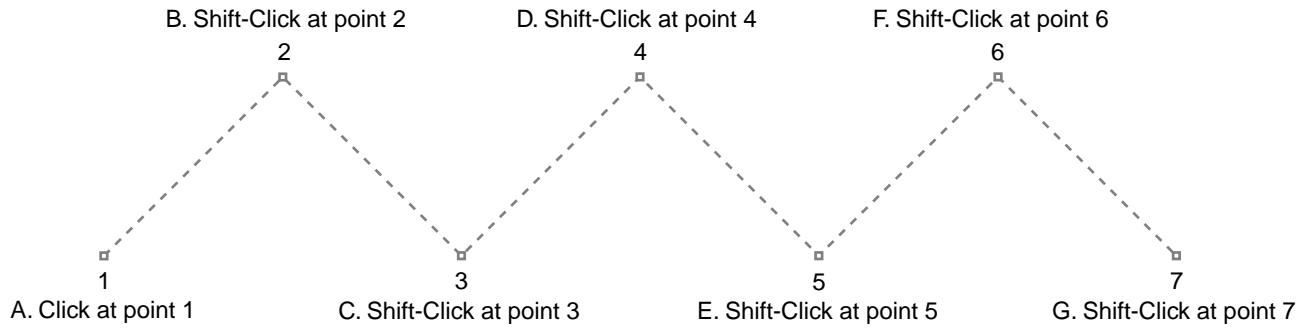 B. Shift-Click at point 2
D. Shift-Click at point 4
F. Shift-Click at point 6
2
4
6
1
3
5
7
A. Click at point 1
C. Shift-Click at point 3
E. Shift-Click at point 5
G. Shift-Click at point 7